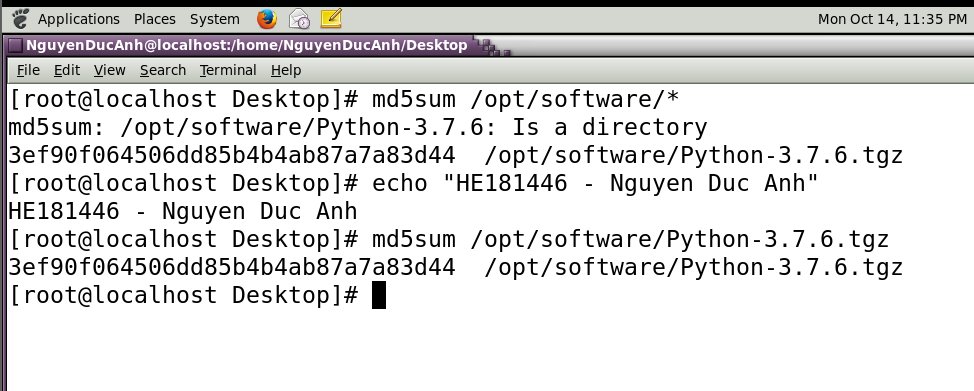 Applications Places System Mon Oct 14, 11:35 PM
NguyenDucAnh@localhost:/home/NguyenDucAnh/Desktop
File Edit View Search Terminal Help
[root@localhost Desktop]# md5sum /opt/software/*
md5sum: /opt/software/Python-3.7.6: Is a directory
3ef90f064506dd85b4b4ab87a7a83d44  /opt/software/Python-3.7.6.tgz
[root@localhost Desktop]# echo "HE181446 - Nguyen Duc Anh"
HE181446 - Nguyen Duc Anh
[root@localhost Desktop]# md5sum /opt/software/Python-3.7.6.tgz
3ef90f064506dd85b4b4ab87a7a83d44  /opt/software/Python-3.7.6.tgz
[root@localhost Desktop]#